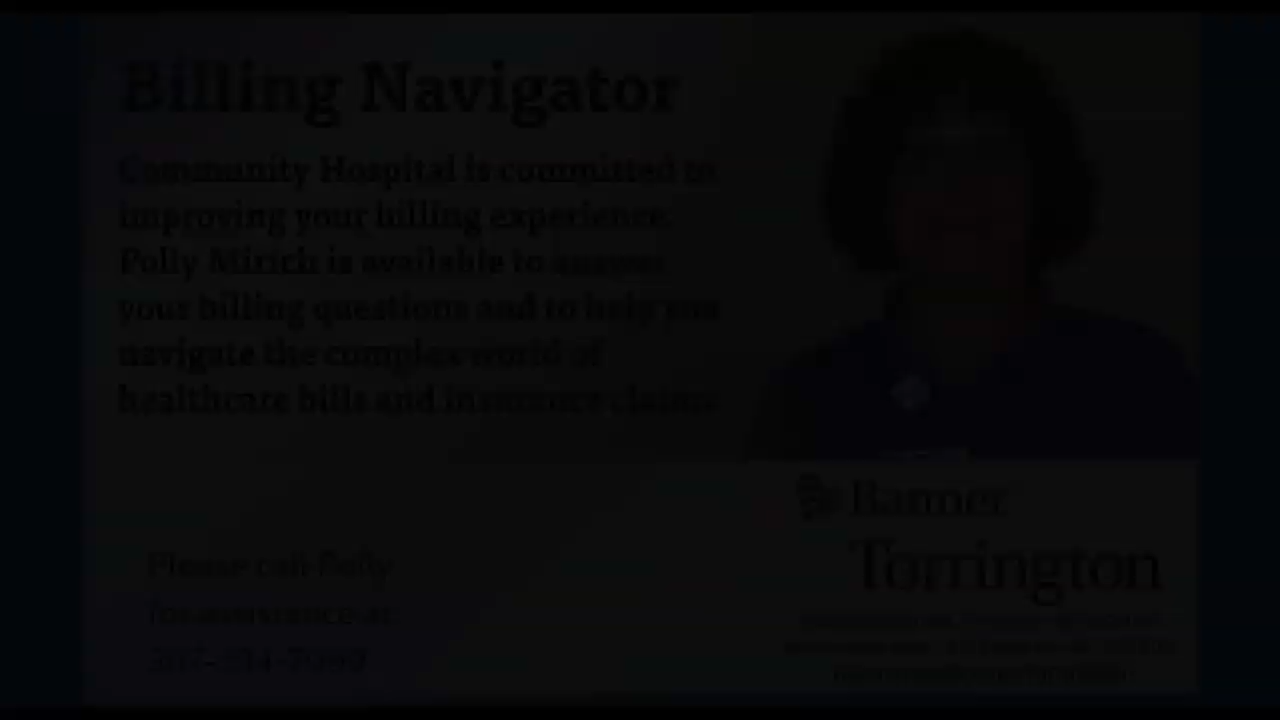 Billing Navigator
Community Hospital is committed to
improving your billing experience.
Polly Mirich is available to answer
your billing questions and to help you
navigate the complex world of
healthcare bills and insurance claims.
Please call Polly
for assistance at
Banner
Torrington